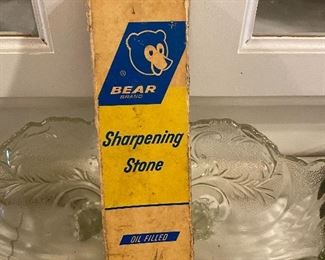 ®
BEAR
BRAND
Sharpening
Stone
OIL FILLED